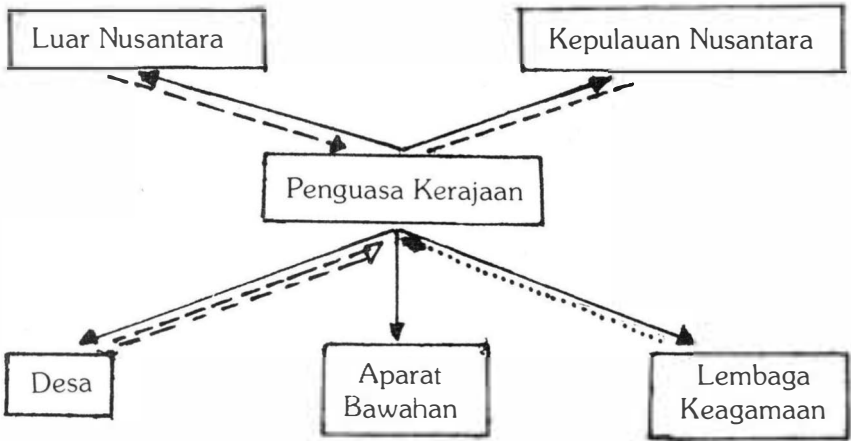 Luar Nusantara
Kepulauan Nusantara
Penguasa Kerajaan
Desa
Aparat
Bawahan
Lembaga
Keagamaan